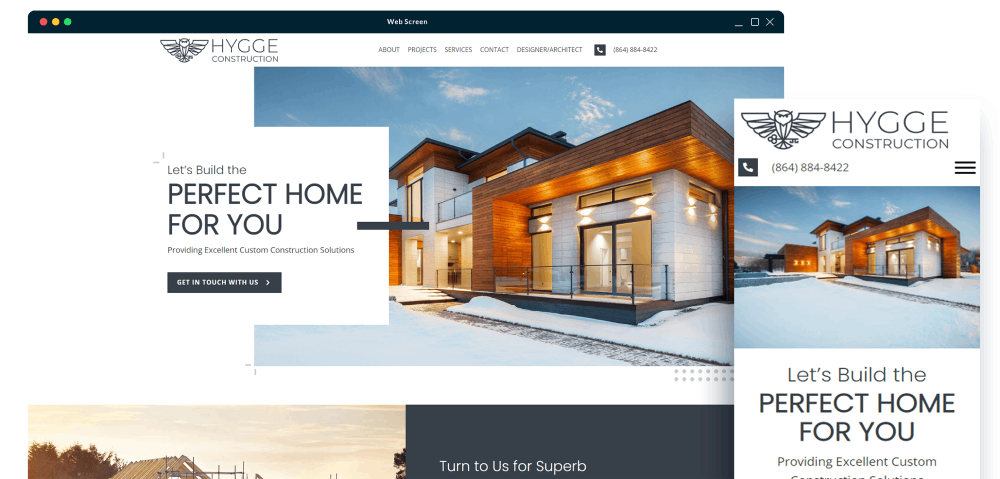 Web Screen
HYGGE
CONSTRUCTION
ABOUT PROJECTS SERVICES CONTACT DESIGNER/ARCHITECT (864) 884-8422
Let's Build the
PERFECT HOME
FOR YOU
Providing Excellent Custom Construction Solutions
GET IN TOUCH WITH US
Turn to Us for Superb
HYGGE
CONSTRUCTION
(864) 884-8422
Let's Build the
PERFECT HOME
FOR YOU
Providing Excellent Custom
Construction Solutions